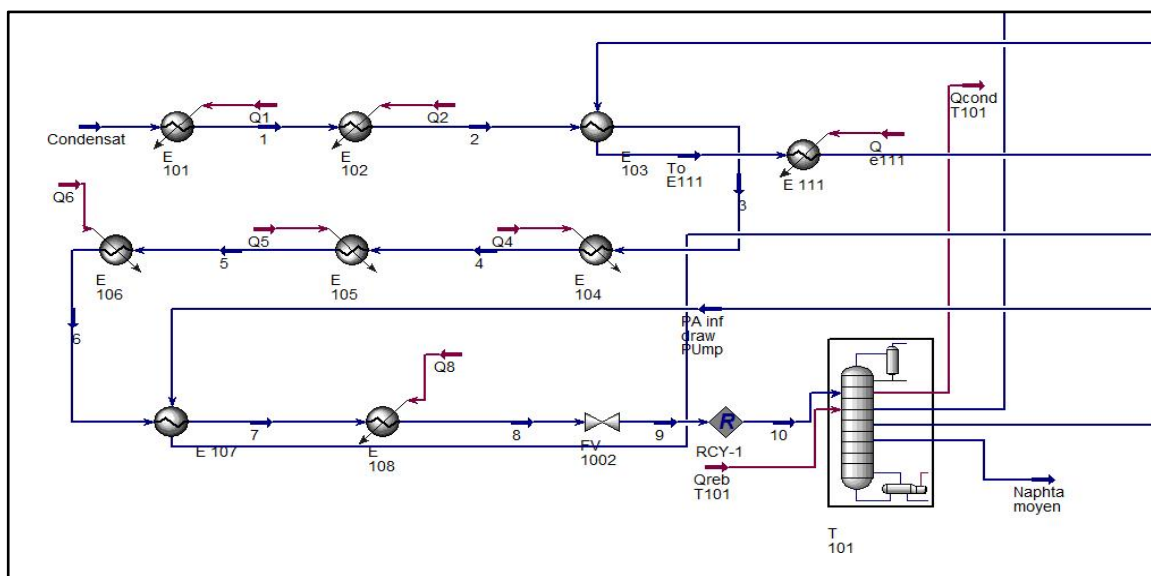 Qcond
T101
Condensat
Q1
1
Q2
2
E
101
E
102
E
103
To
E111
E 111
Q
e111
3
Q6
Q5
Q4
5
4
E
106
E
105
E
104
6
PA inf
draw
PUmp
Q8
E 107
7
E
108
8
FV
1002
9
RCY-1
R
10
Qreb
T101
Naphta
moyen
T
101